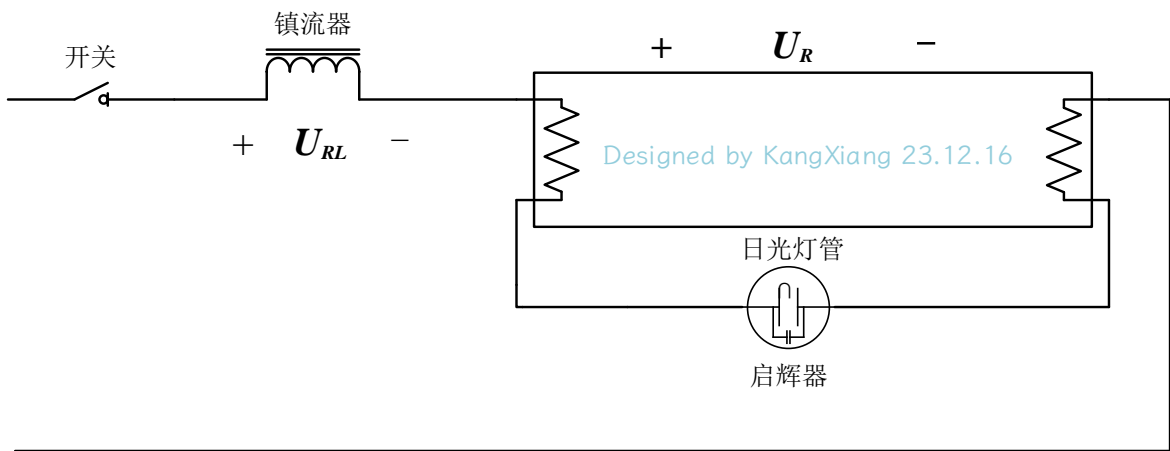 镇流器
开关
+ U_R −
+ U_RL −
Designed by KangXiang 23.12.16
日光灯管
启辉器